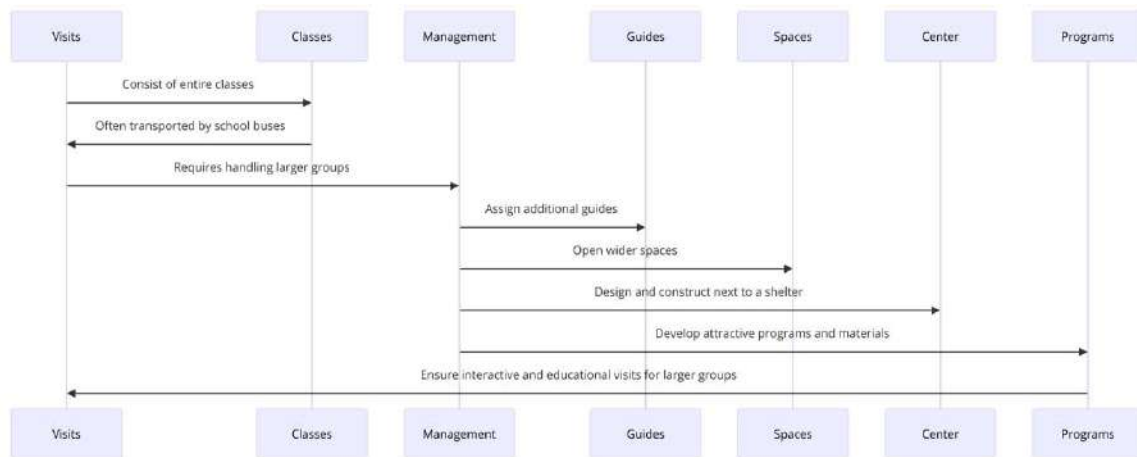 Visits Classes Management Guides Spaces Center Programs
Consist of entire classes
Often transported by school buses
Requires handling larger groups
Assign additional guides
Open wider spaces
Design and construct next to a shelter
Develop attractive programs and materials
Ensure interactive and educational visits for larger groups
Visits Classes Management Guides Spaces Center Programs